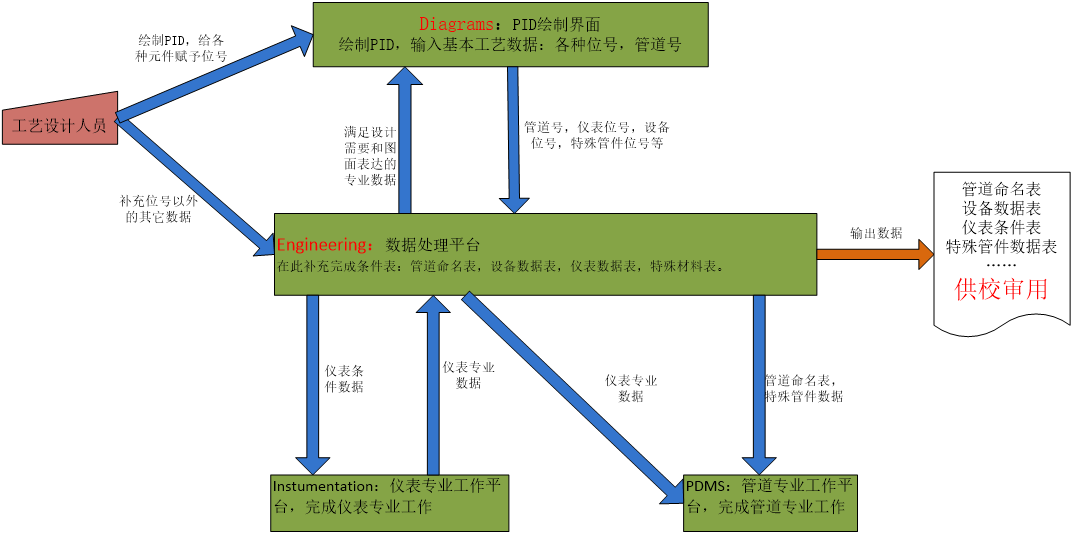 Diagrams：PID绘制界面
绘制PID，输入基本工艺数据：各种位号，管道号
绘制PID，给各
种元件赋予位号
工艺设计人员
满足设计
需要和图
面表达的
专业数据
管道号，仪表位号，设备
位号，特殊管件位号等
补充位号以外
的其它数据
Engineering：数据处理平台
在此补充完成条件表：管道命名表，设备数据表，仪表数据表，特殊材料表。
输出数据
管道命名表
设备数据表
仪表条件表
特殊管件数据表
……
供校审用
仪表条
件数据
仪表专业
数据
仪表专业
数据
管道命名表，
特殊管件数据
Instumentation：仪表专业工作平
台，完成仪表专业工作
PDMS：管道专业工作平
台，完成管道专业工作